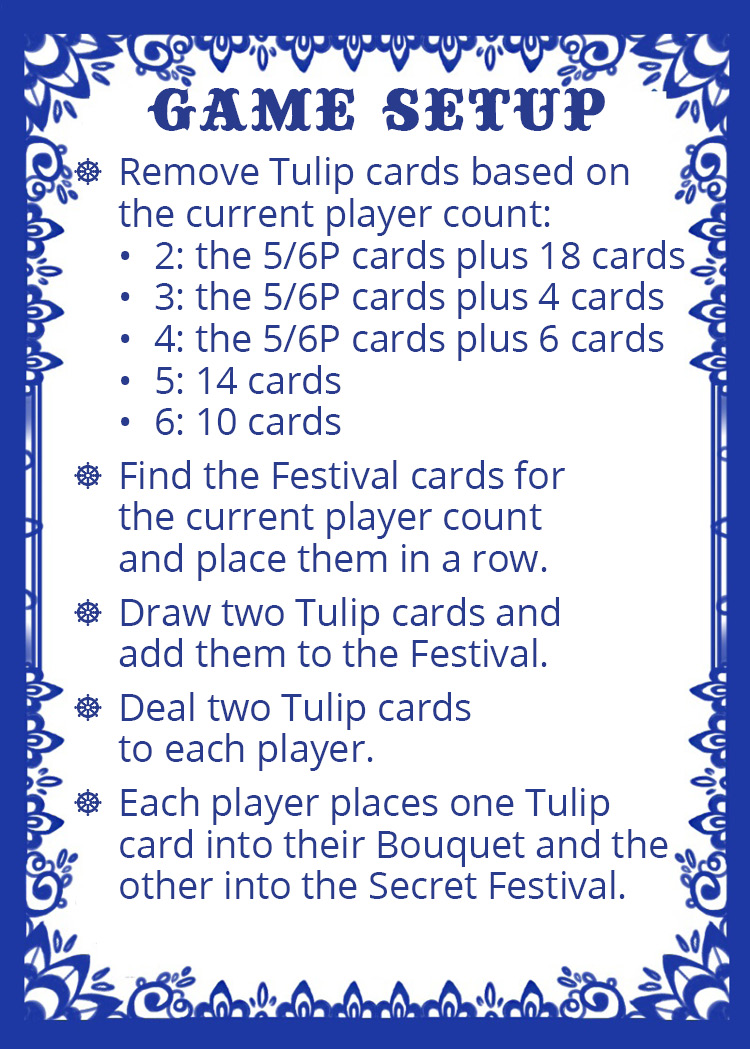 GAME SETUP
Remove Tulip cards based on
the current player count:
• 2: the 5/6P cards plus 18 cards
• 3: the 5/6P cards plus 4 cards
• 4: the 5/6P cards plus 6 cards
• 5: 14 cards
• 6: 10 cards
Find the Festival cards for
the current player count
and place them in a row.
Draw two Tulip cards and
add them to the Festival.
Deal two Tulip cards
to each player.
Each player places one Tulip
card into their Bouquet and the
other into the Secret Festival.